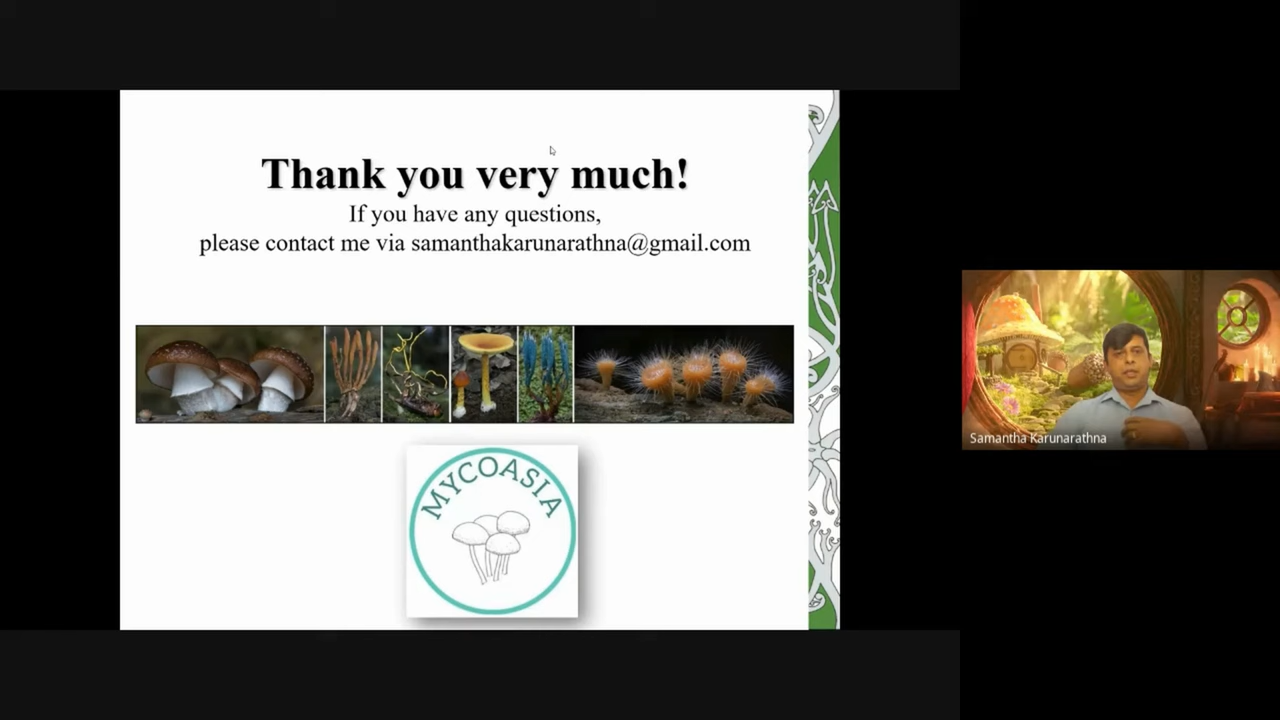 Thank you very much!
If you have any questions,
please contact me via samanthakarunarathna@gmail.com
MYCOASIA
Samantha Karunarathna